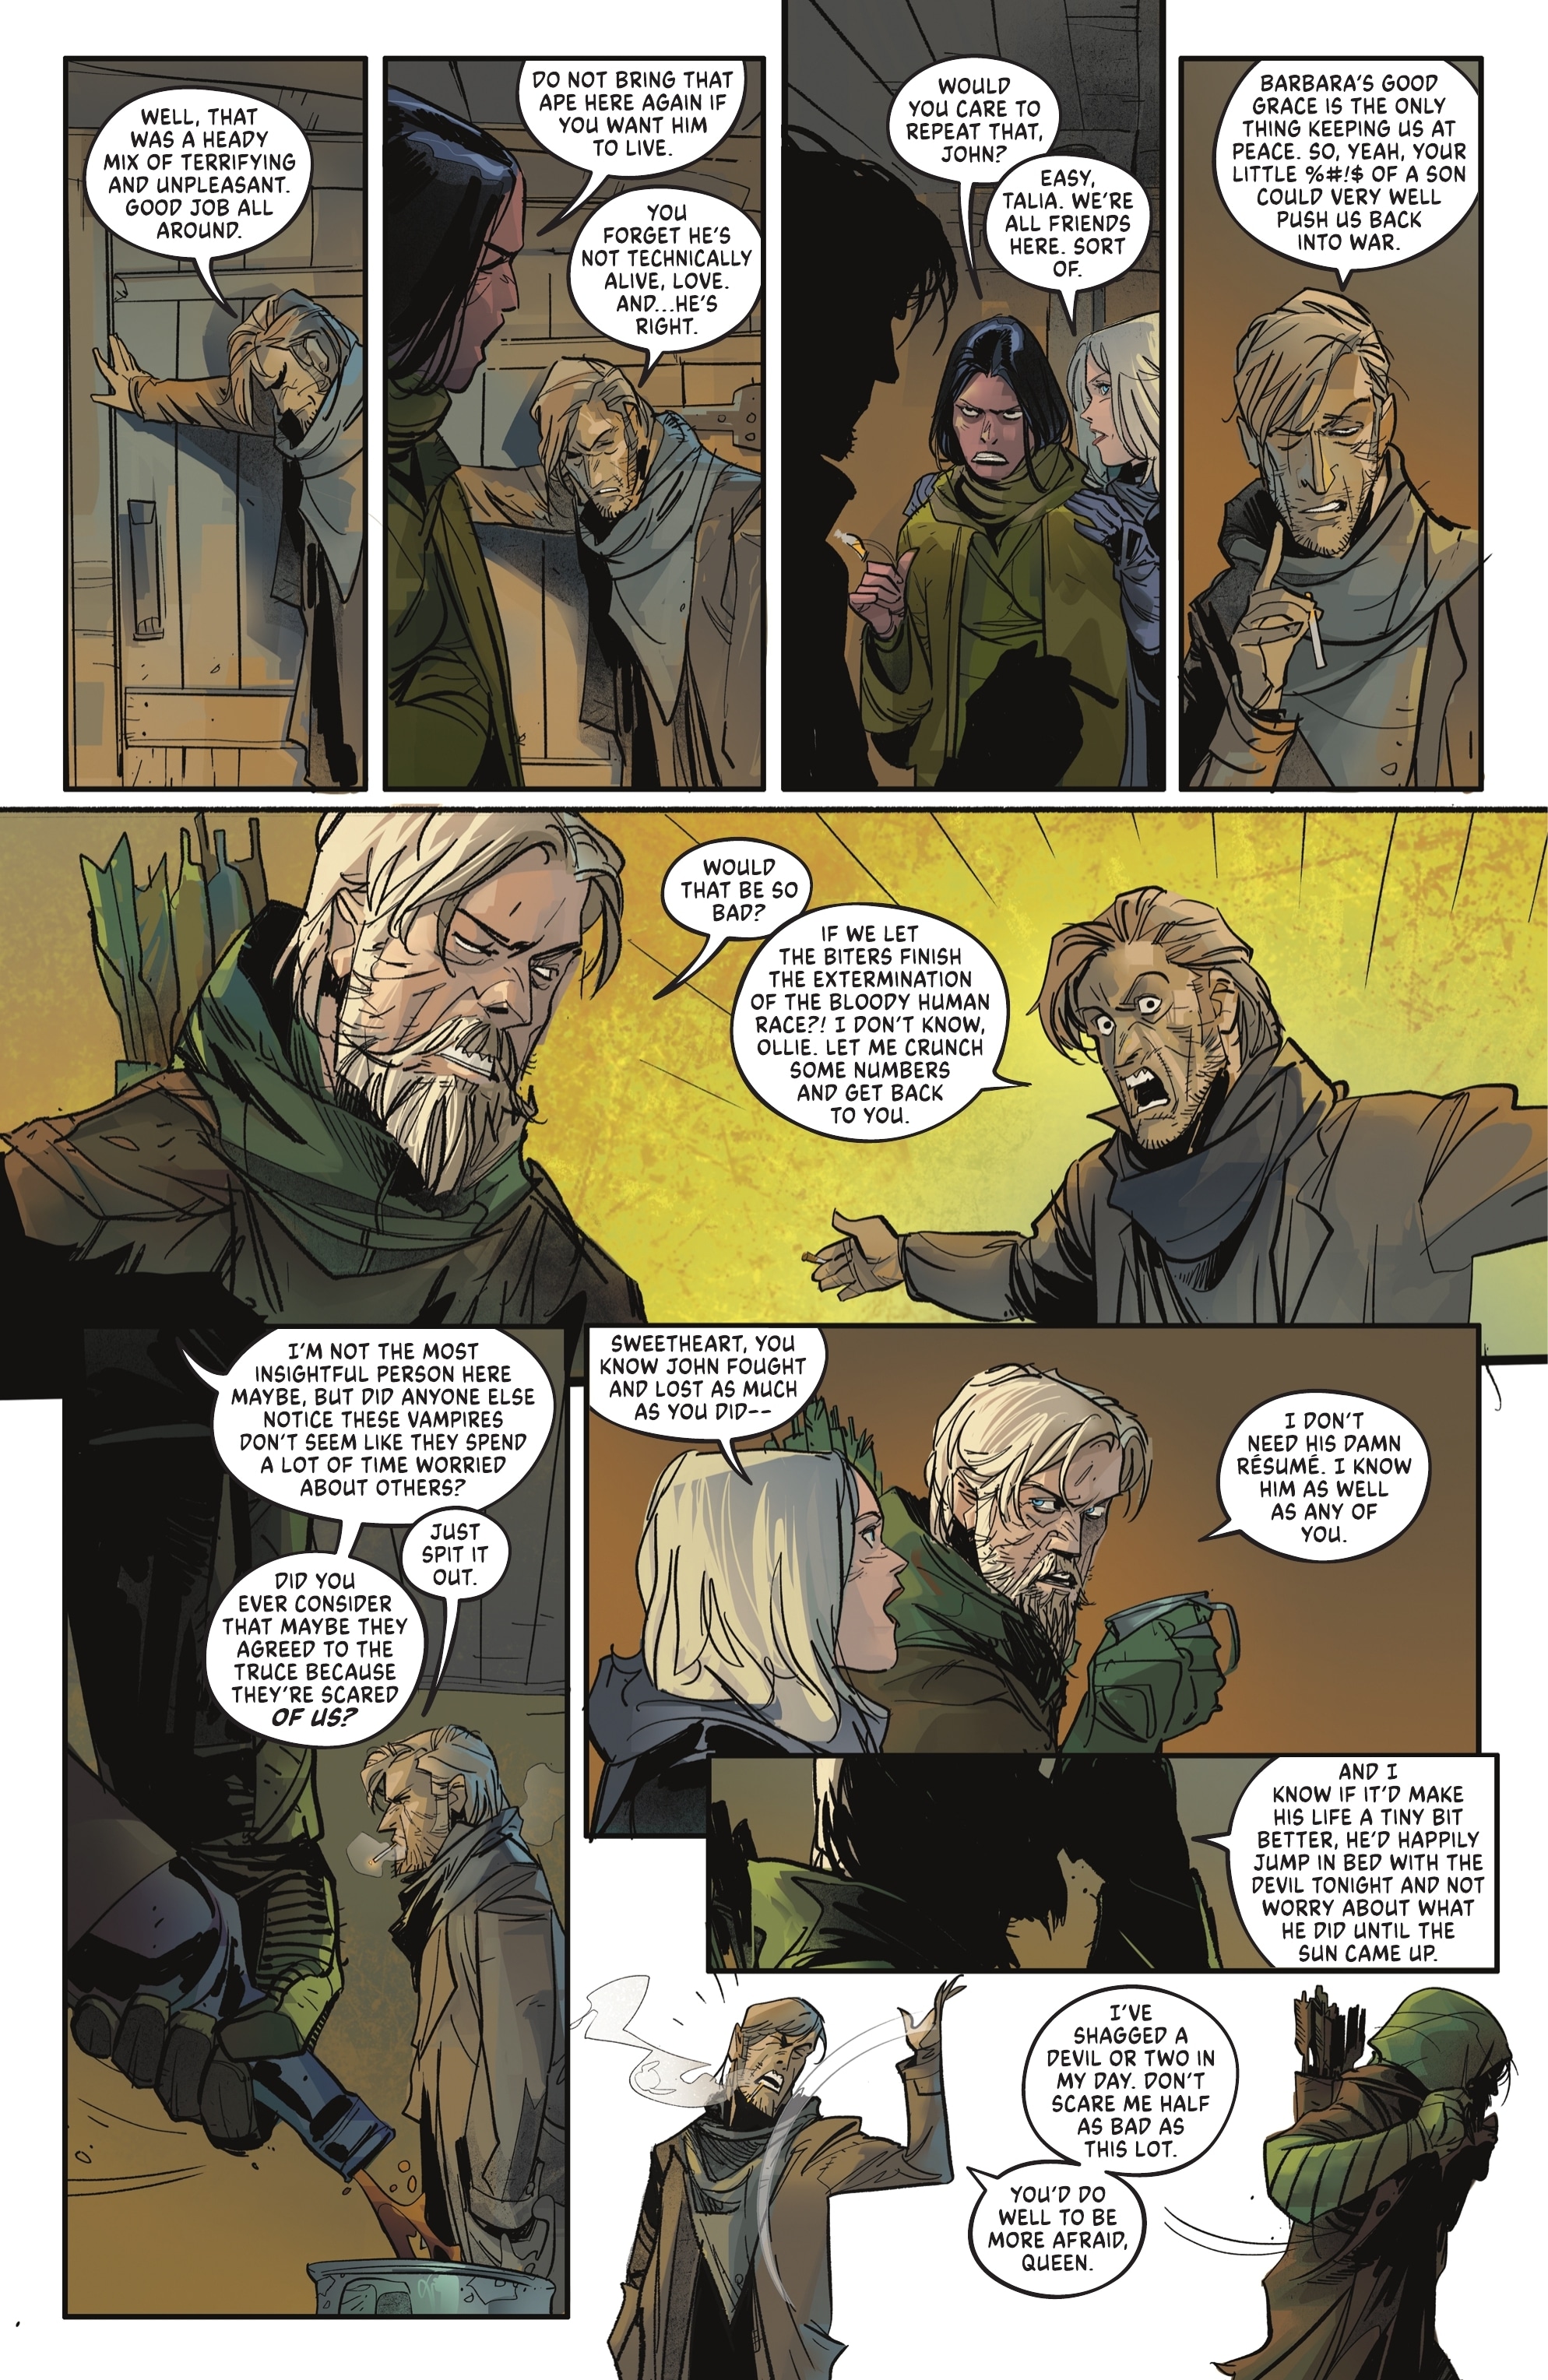 WELL, THAT
WAS A HEADY
MIX OF TERRIFYING
AND UNPLEASANT.
GOOD JOB ALL
AROUND.
DO NOT BRING THAT
APE HERE AGAIN IF
YOU WANT HIM
TO LIVE.
YOU
FORGET HE'S
NOT TECHNICALLY
ALIVE, LOVE.
AND...HE'S
RIGHT.
WOULD
YOU CARE TO
REPEAT THAT,
JOHN?
EASY,
TALIA. WE'RE
ALL FRIENDS
HERE. SORT
OF.
BARBARA'S GOOD
GRACE IS THE ONLY
THING KEEPING US AT
PEACE. SO, YEAH, YOUR
LITTLE %#!$ OF A SON
COULD VERY WELL
PUSH US BACK
INTO WAR.
WOULD
THAT BE SO
BAD?
IF WE LET
THE BITERS FINISH
THE EXTERMINATION
OF THE BLOODY HUMAN
RACE?! I DON'T KNOW,
OLLIE. LET ME CRUNCH
SOME NUMBERS
AND GET BACK
TO YOU.
I'M NOT THE MOST
INSIGHTFUL PERSON HERE
MAYBE, BUT DID ANYONE ELSE
NOTICE THESE VAMPIRES
DON'T SEEM LIKE THEY SPEND
A LOT OF TIME WORRIED
ABOUT OTHERS?
JUST
SPIT IT
OUT.
DID YOU
EVER CONSIDER
THAT MAYBE THEY
AGREED TO THE
TRUCE BECAUSE
THEY'RE SCARED
OF US?
SWEETHEART, YOU
KNOW JOHN FOUGHT
AND LOST AS MUCH
AS YOU DID--
I DON'T
NEED HIS DAMN
RÉSUMÉ. I KNOW
HIM AS WELL
AS ANY OF
YOU.
AND I
KNOW IF IT'D MAKE
HIS LIFE A TINY BIT
BETTER, HE'D HAPPILY
JUMP IN BED WITH THE
DEVIL TONIGHT AND NOT
WORRY ABOUT WHAT
HE DID UNTIL THE
SUN CAME UP.
I'VE
SHAGGED A
DEVIL OR TWO IN
MY DAY. DON'T
SCARE ME HALF
AS BAD AS
THIS LOT.
YOU'D DO
WELL TO BE
MORE AFRAID,
QUEEN.